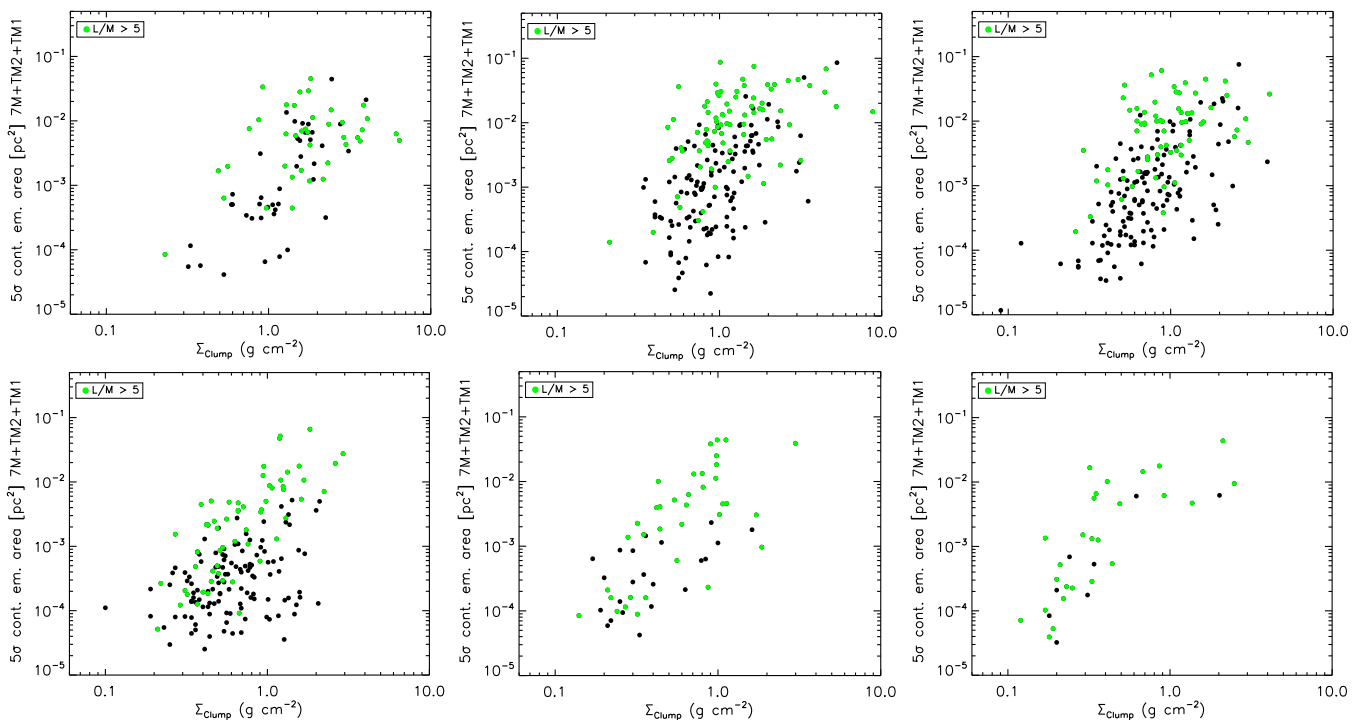 5σ cont. em. area [pc²] 7M+TM2+TM1
L/M > 5
10⁻¹
10⁻²
10⁻³
10⁻⁴
10⁻⁵
0.1 1.0 10.0
Σ_Clump (g cm⁻²)
5σ cont. em. area [pc²] 7M+TM2+TM1
L/M > 5
10⁻¹
10⁻²
10⁻³
10⁻⁴
10⁻⁵
0.1 1.0 10.0
Σ_Clump (g cm⁻²)
5σ cont. em. area [pc²] 7M+TM2+TM1
L/M > 5
10⁻¹
10⁻²
10⁻³
10⁻⁴
10⁻⁵
0.1 1.0 10.0
Σ_Clump (g cm⁻²)
5σ cont. em. area [pc²] 7M+TM2+TM1
L/M > 5
10⁻¹
10⁻²
10⁻³
10⁻⁴
10⁻⁵
0.1 1.0 10.0
Σ_Clump (g cm⁻²)
5σ cont. em. area [pc²] 7M+TM2+TM1
L/M > 5
10⁻¹
10⁻²
10⁻³
10⁻⁴
10⁻⁵
0.1 1.0 10.0
Σ_Clump (g cm⁻²)
5σ cont. em. area [pc²] 7M+TM2+TM1
L/M > 5
10⁻¹
10⁻²
10⁻³
10⁻⁴
10⁻⁵
0.1 1.0 10.0
Σ_Clump (g cm⁻²)